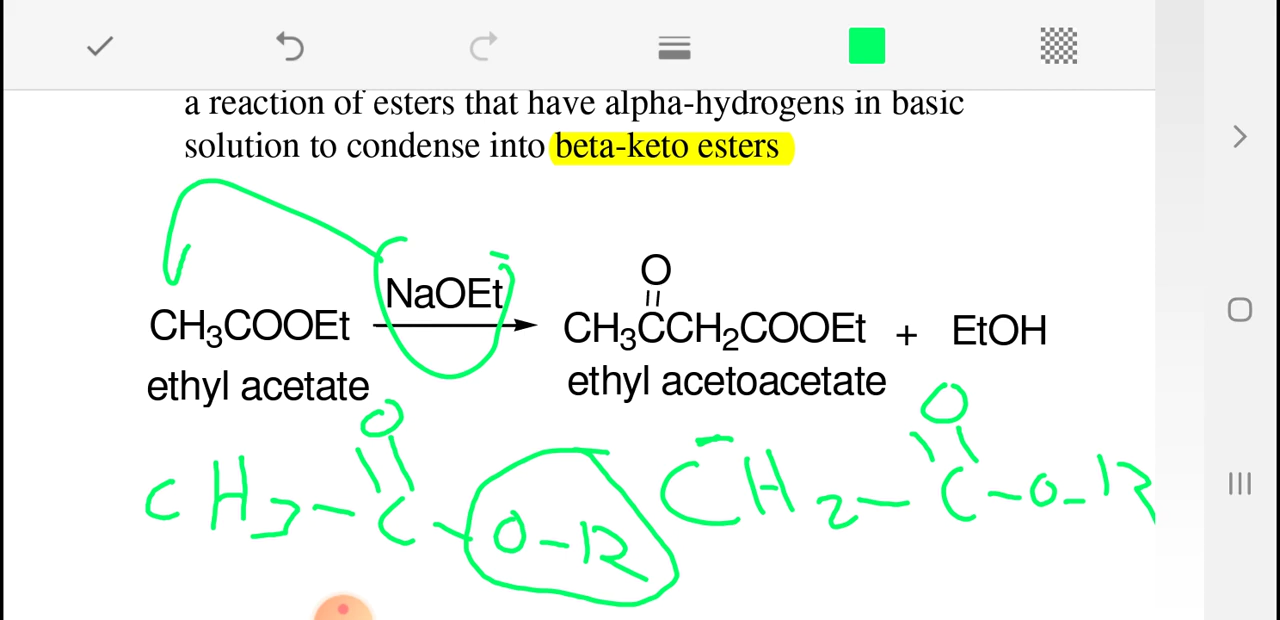 a reaction of esters that have alpha-hydrogens in basic
solution to condense into beta-keto esters
O
NaOEt
CH₃COOEt CH₃CCH₂COOEt + EtOH
ethyl acetate ethyl acetoacetate
O O
CH₃-C-O-R C̄H₂-C-O-R